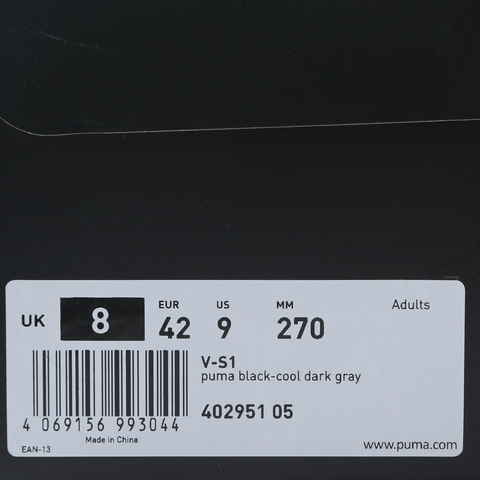 EUR US MM Adults
UK 8 42 9 270
V-S1
puma black-cool dark gray
402951 05
4 069156 993044
Made in China
EAN-13
www.puma.com